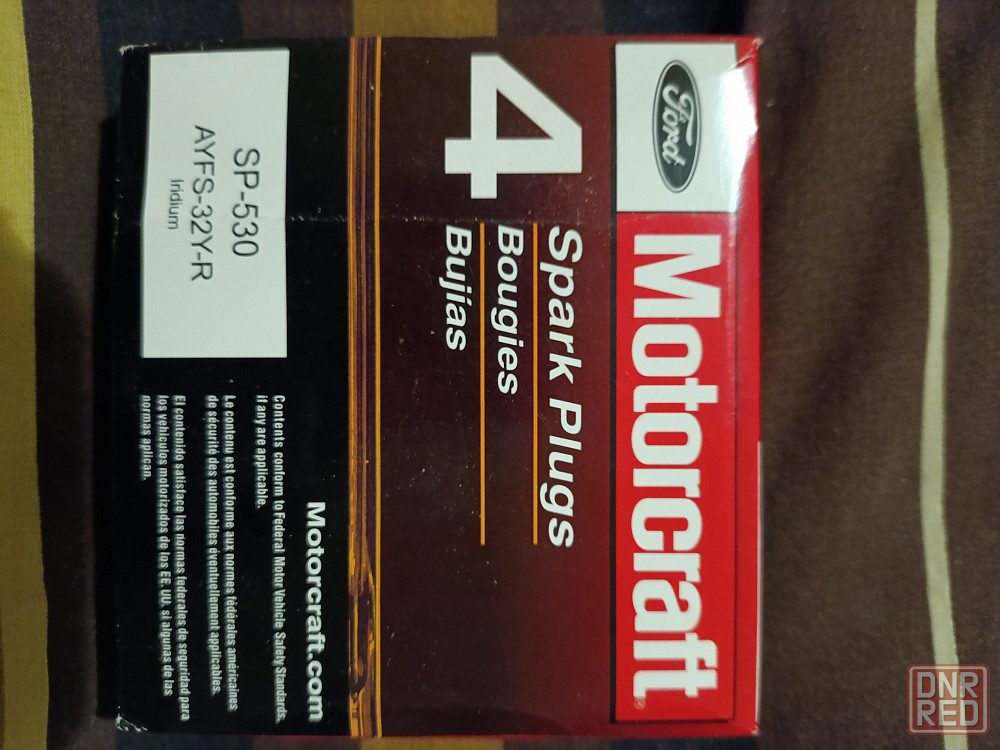 Ford
Motorcraft®
4
Spark Plugs
Bougies
Bujías
Motorcraft.com
SP-530
AYFS-32Y-R
Iridium
Contents conform to Federal Motor Vehicle Safety Standards,
if any are applicable.
Le contenu est conforme aux normes fédérales américaines
de sécurité des automobiles éventuellement applicables.
El contenido satisface las normas federales de seguridad para
los vehículos motorizados de los EE. UU. si algunas de las
normas aplican.
DNR
RED